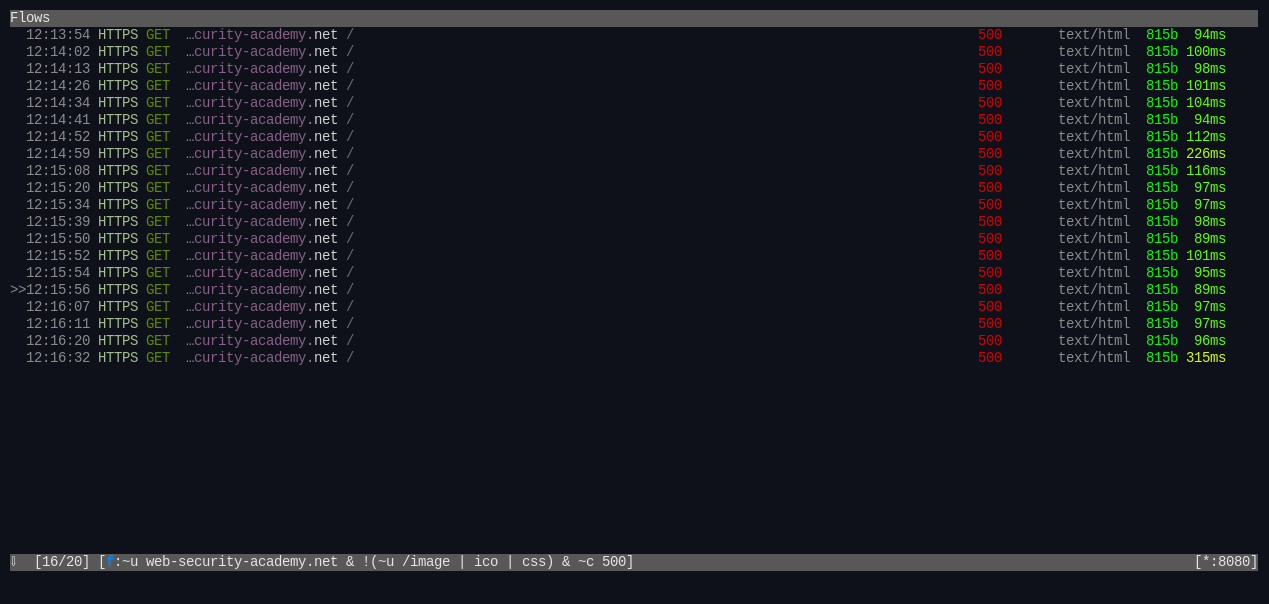 Flows
12:13:54 HTTPS GET …curity-academy.net / 500 text/html 815b 94ms
12:14:02 HTTPS GET …curity-academy.net / 500 text/html 815b 100ms
12:14:13 HTTPS GET …curity-academy.net / 500 text/html 815b 98ms
12:14:26 HTTPS GET …curity-academy.net / 500 text/html 815b 101ms
12:14:34 HTTPS GET …curity-academy.net / 500 text/html 815b 104ms
12:14:41 HTTPS GET …curity-academy.net / 500 text/html 815b 94ms
12:14:52 HTTPS GET …curity-academy.net / 500 text/html 815b 112ms
12:14:59 HTTPS GET …curity-academy.net / 500 text/html 815b 226ms
12:15:08 HTTPS GET …curity-academy.net / 500 text/html 815b 116ms
12:15:20 HTTPS GET …curity-academy.net / 500 text/html 815b 97ms
12:15:34 HTTPS GET …curity-academy.net / 500 text/html 815b 97ms
12:15:39 HTTPS GET …curity-academy.net / 500 text/html 815b 98ms
12:15:50 HTTPS GET …curity-academy.net / 500 text/html 815b 89ms
12:15:52 HTTPS GET …curity-academy.net / 500 text/html 815b 101ms
12:15:54 HTTPS GET …curity-academy.net / 500 text/html 815b 95ms
>>12:15:56 HTTPS GET …curity-academy.net / 500 text/html 815b 89ms
12:16:07 HTTPS GET …curity-academy.net / 500 text/html 815b 97ms
12:16:11 HTTPS GET …curity-academy.net / 500 text/html 815b 97ms
12:16:20 HTTPS GET …curity-academy.net / 500 text/html 815b 96ms
12:16:32 HTTPS GET …curity-academy.net / 500 text/html 815b 315ms
⇩ [16/20] [f:~u web-security-academy.net & !(~u /image | ico | css) & ~c 500] [*:8080]